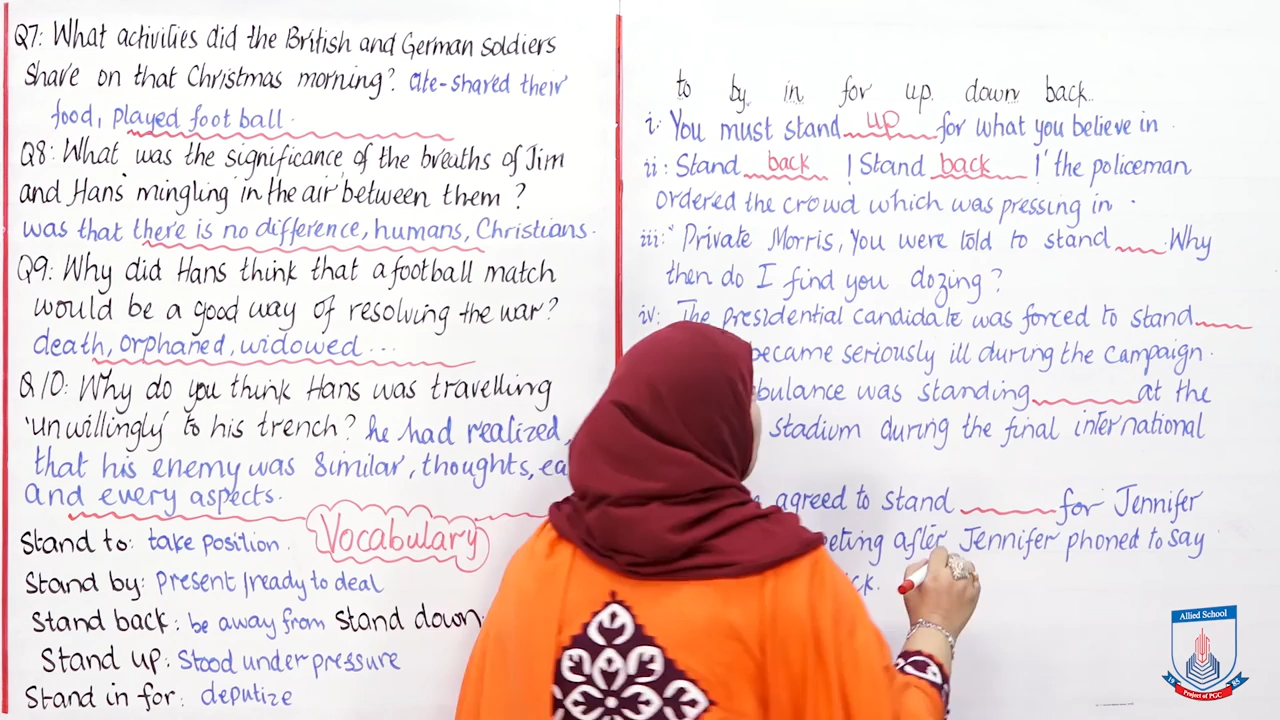 Q7: What activities did the British and German soldiers
share on that Christmas morning? ate-shared their
food, played foot ball.
Q8: What was the significance of the breaths of Jim
and Hans mingling in the air between them?
was that there is no difference, humans, Christians.
Q9: Why did Hans think that a football match
would be a good way of resolving the war?
death, orphaned, widowed...
Q10: Why do you think Hans was travelling
'unwillingly' to his trench? he had realized,
that his enemy was similar, thoughts,
and every aspects.
Vocabulary
Stand to: take position.
Stand by: Present /ready to deal
Stand back: be away from Stand down
Stand up: Stood under pressure
Stand in for: deputize
to by in for up down back
i: You must stand up for what you believe in.
ii: Stand back ! Stand back !" the policeman
ordered the crowd which was pressing in.
iii: "Private Morris, You were told to stand ___. Why
then do I find you dozing?
iv: The presidential candidate was forced to stand ___
became seriously ill during the campaign.
was standing ___ at the
Stadium during the final international
agreed to stand ___ for Jennifer
after Jennifer phoned to say
Allied School
1985
Project of PGC